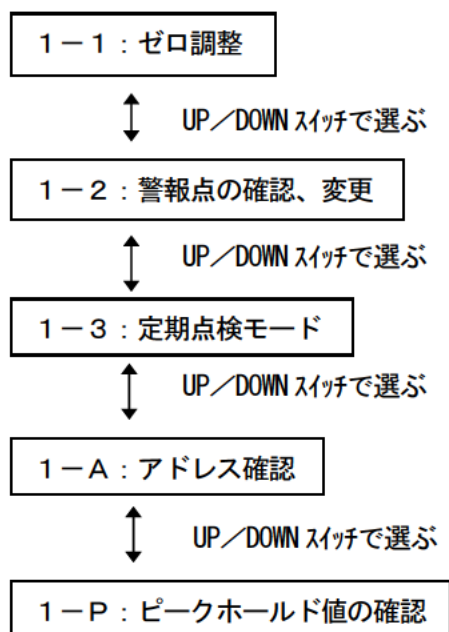 1－1：ゼロ調整
UP／DOWN ｽｲｯﾁで選ぶ
1－2：警報点の確認、変更
UP／DOWN ｽｲｯﾁで選ぶ
1－3：定期点検モード
UP／DOWN ｽｲｯﾁで選ぶ
1－A：アドレス確認
UP／DOWN ｽｲｯﾁで選ぶ
1－P：ピークホールド値の確認